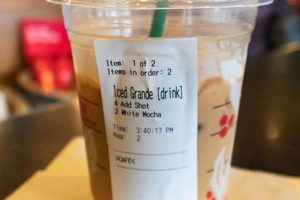 Item: 1 of 2
Items in order: 2
Iced Grande [drink]
4 Add Shot
2 White Mocha
Time: 3:40:17 PM
Reg: 2
>CAFE<